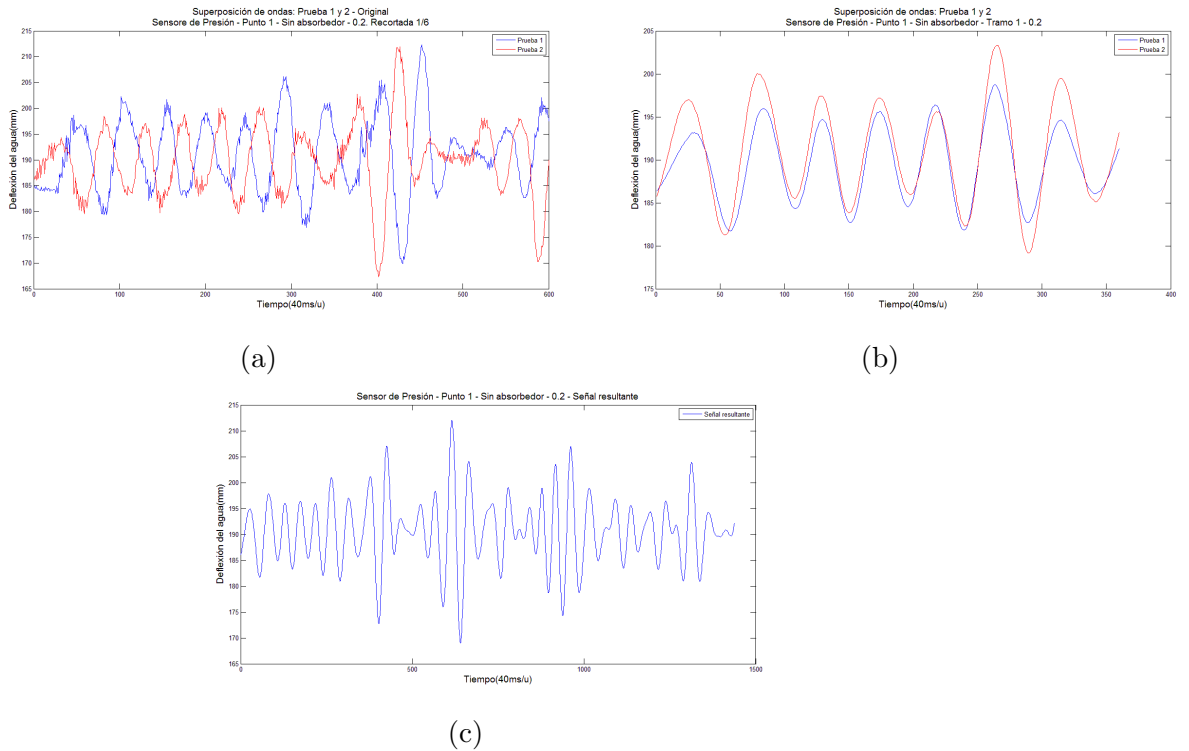 Superposición de ondas: Prueba 1 y 2 - Original
Sensore de Presión - Punto 1 - Sin absorbedor - 0.2. Recortada 1/6
Prueba 1
Prueba 2
Deflexión del agua(mm)
215
210
205
200
195
190
185
180
175
170
165
0
100
200
300
400
500
600
Tiempo(40ms/u)
(a)
Superposición de ondas: Prueba 1 y 2
Sensor de Presión - Punto 1 - Sin absorbedor - Tramo 1 - 0.2
Prueba 1
Prueba 2
Deflexión del agua(mm)
205
200
195
190
185
180
175
0
50
100
150
200
250
300
350
400
Tiempo(40ms/u)
(b)
Sensor de Presión - Punto 1 - Sin absorbedor - 0.2 - Señal resultante
Señal resultante
Deflexión del agua(mm)
215
210
205
200
195
190
185
180
175
170
165
0
500
1000
1500
Tiempo(40ms/u)
(c)